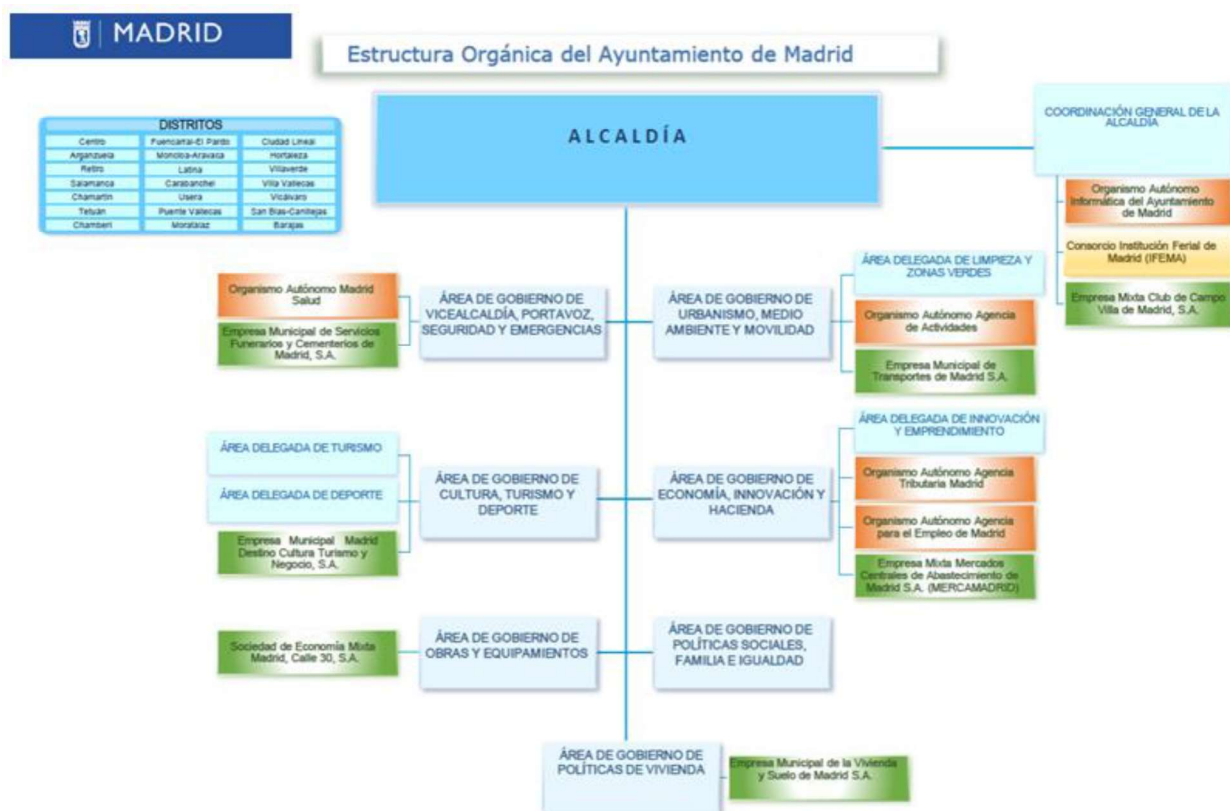 MADRID
Estructura Orgánica del Ayuntamiento de Madrid
DISTRITOS
Centro Fuencarral-El Pardo Ciudad Lineal
Arganzuela Moncloa-Aravaca Hortaleza
Retiro Latina Villaverde
Salamanca Carabanchel Villa Vallecas
Chamartín Usera Vicálvaro
Tetuán Puente Vallecas San Blas-Canillejas
Chamberí Moratalaz Barajas
ALCALDÍA
COORDINACIÓN GENERAL DE LA
ALCALDÍA
Organismo Autónomo
Informática del Ayuntamiento
de Madrid
Consorcio Institución Ferial de
Madrid (IFEMA)
Empresa Mixta Club de Campo
Villa de Madrid, S.A.
Organismo Autónomo Madrid
Salud
Empresa Municipal de Servicios
Funerarios y Cementerios de
Madrid, S.A.
ÁREA DE GOBIERNO DE
VICEALCALDÍA, PORTAVOZ,
SEGURIDAD Y EMERGENCIAS
ÁREA DE GOBIERNO DE
URBANISMO, MEDIO
AMBIENTE Y MOVILIDAD
ÁREA DELEGADA DE LIMPIEZA Y
ZONAS VERDES
Organismo Autónomo Agencia
de Actividades
Empresa Municipal de
Transportes de Madrid S.A.
ÁREA DELEGADA DE TURISMO
ÁREA DELEGADA DE DEPORTE
Empresa Municipal Madrid
Destino Cultura Turismo y
Negocio, S.A.
ÁREA DE GOBIERNO DE
CULTURA, TURISMO Y
DEPORTE
ÁREA DE GOBIERNO DE
ECONOMÍA, INNOVACIÓN Y
HACIENDA
ÁREA DELEGADA DE INNOVACIÓN
Y EMPRENDIMIENTO
Organismo Autónomo Agencia
Tributaria Madrid
Organismo Autónomo Agencia
para el Empleo de Madrid
Empresa Mixta Mercados
Centrales de Abastecimiento de
Madrid S.A. (MERCAMADRID)
Sociedad de Economía Mixta
Madrid, Calle 30, S.A.
ÁREA DE GOBIERNO DE
OBRAS Y EQUIPAMIENTOS
ÁREA DE GOBIERNO DE
POLÍTICAS SOCIALES,
FAMILIA E IGUALDAD
ÁREA DE GOBIERNO DE
POLÍTICAS DE VIVIENDA
Empresa Municipal de la Vivienda
y Suelo de Madrid S.A.